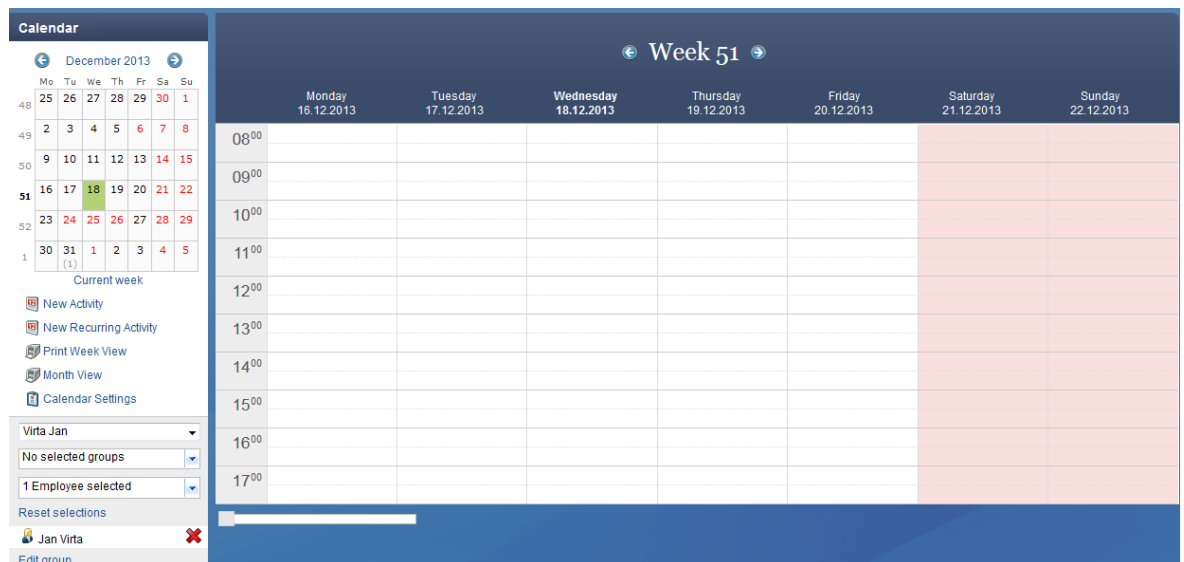 Calendar
December 2013
Mo Tu We Th Fr Sa Su
48 25 26 27 28 29 30 1
49 2 3 4 5 6 7 8
50 9 10 11 12 13 14 15
51 16 17 18 19 20 21 22
52 23 24 25 26 27 28 29
1 30 31 1 2 3 4 5
(1)
Current week
New Activity
New Recurring Activity
Print Week View
Month View
Calendar Settings
Virta Jan
No selected groups
1 Employee selected
Reset selections
Jan Virta
Edit group
Week 51
Monday Tuesday Wednesday Thursday Friday Saturday Sunday
16.12.2013 17.12.2013 18.12.2013 19.12.2013 20.12.2013 21.12.2013 22.12.2013
08⁰⁰
09⁰⁰
10⁰⁰
11⁰⁰
12⁰⁰
13⁰⁰
14⁰⁰
15⁰⁰
16⁰⁰
17⁰⁰